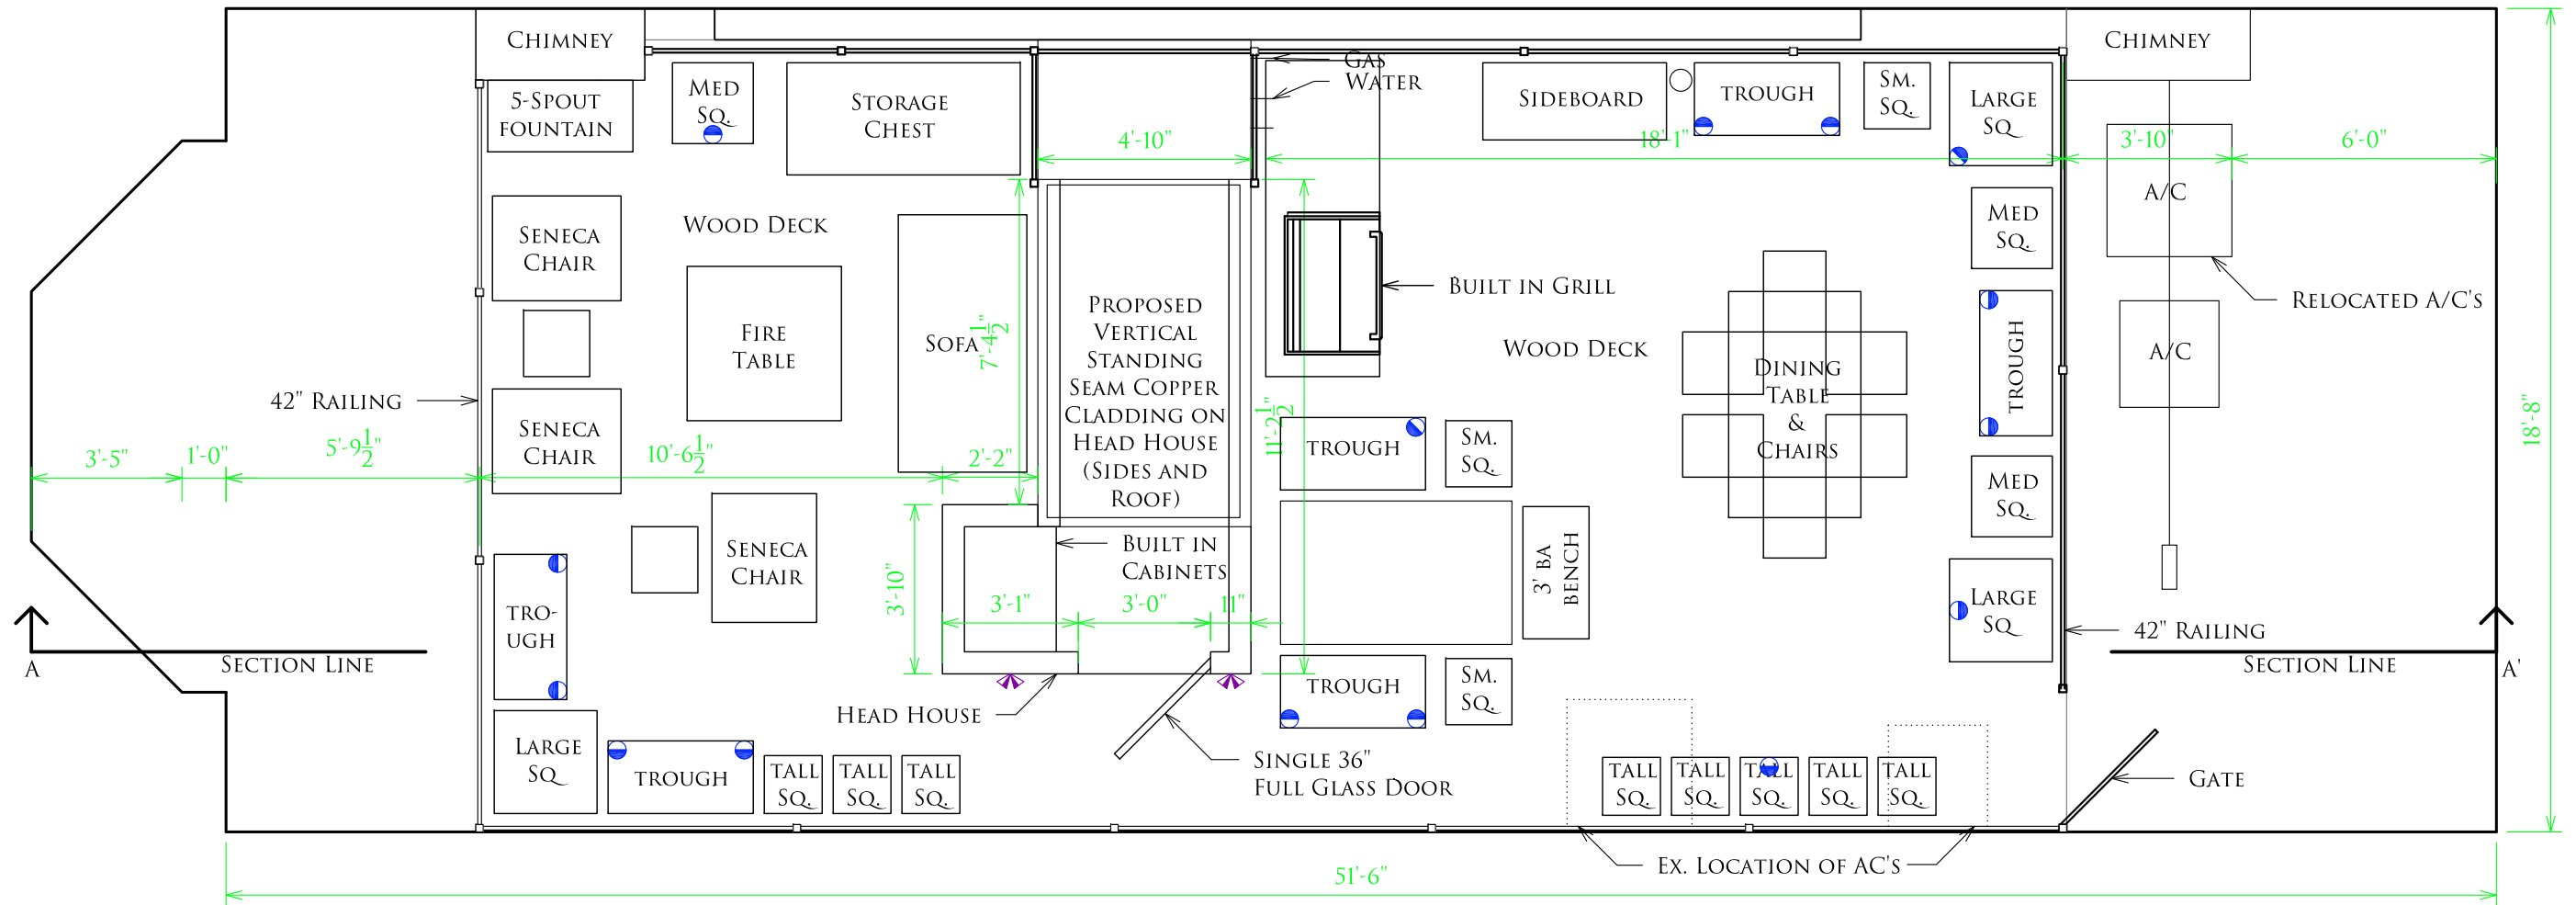 Chimney
5-Spout
fountain
Med
Sq.
Storage
Chest
4'-10"
Gas
Water
Sideboard
18'-1"
trough
Sm.
Sq.
Large
Sq
Chimney
3'-10"
6'-0"
A/C
Relocated A/C's
A/C
Seneca
Chair
Wood Deck
Fire
Table
Sofa
7'-4 1/2"
Proposed
Vertical
Standing
Seam Copper
Cladding on
Head House
(Sides and
Roof)
Built in Grill
Wood Deck
Dining
Table
&
Chairs
Med
Sq.
trough
Med
Sq.
Large
Sq
18'-8"
42" Railing
Seneca
Chair
3'-5"
1'-0"
5'-9 1/2"
10'-6 1/2"
2'-2"
11'-2 1/2"
trough
Sm.
Sq.
3' ba
bench
Built in
Cabinets
3'-10"
3'-1"
3'-0"
11"
Seneca
Chair
tro-
ugh
A
Section Line
Large
Sq
trough
tall
Sq.
tall
Sq.
tall
Sq.
Head House
Single 36"
Full Glass Door
trough
Sm.
Sq.
tall
Sq.
tall
Sq.
tall
Sq.
tall
Sq.
tall
Sq.
42" Railing
Section Line
A'
Gate
Ex. Location of AC's
51'-6"